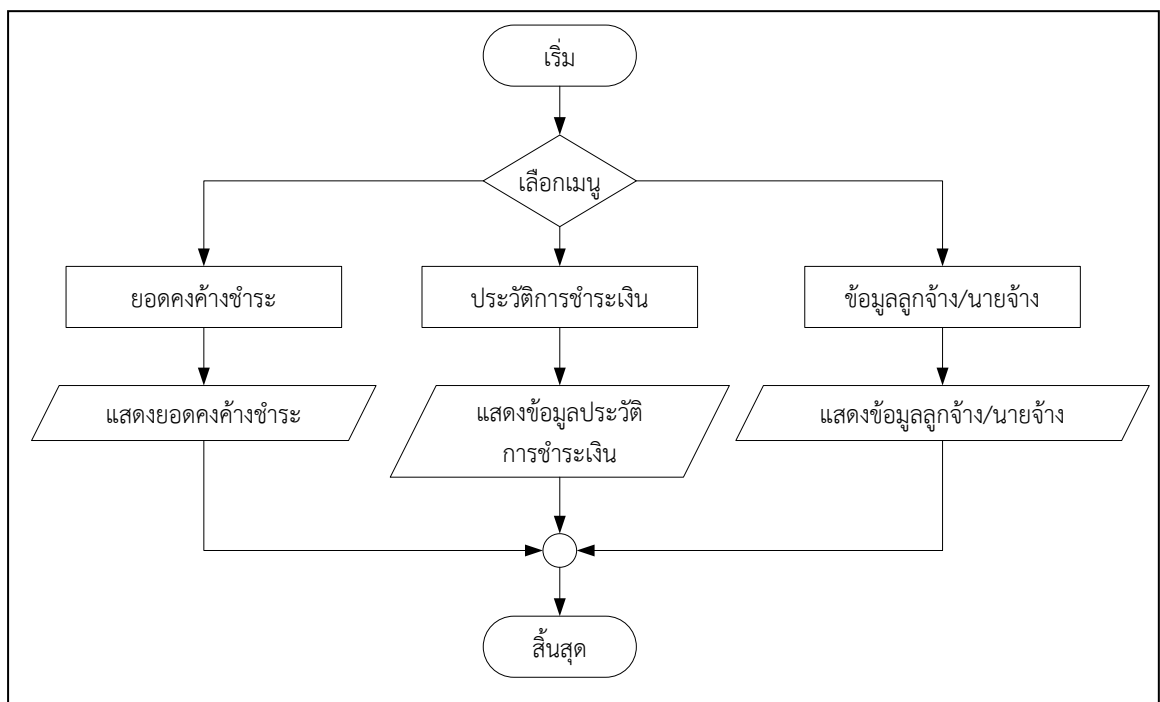 เริ่ม
เลือกเมนู
ยอดคงค้างชำระ
ประวัติการชำระเงิน
ข้อมูลลูกจ้าง/นายจ้าง
แสดงยอดคงค้างชำระ
แสดงข้อมูลประวัติ
การชำระเงิน
แสดงข้อมูลลูกจ้าง/นายจ้าง
สิ้นสุด